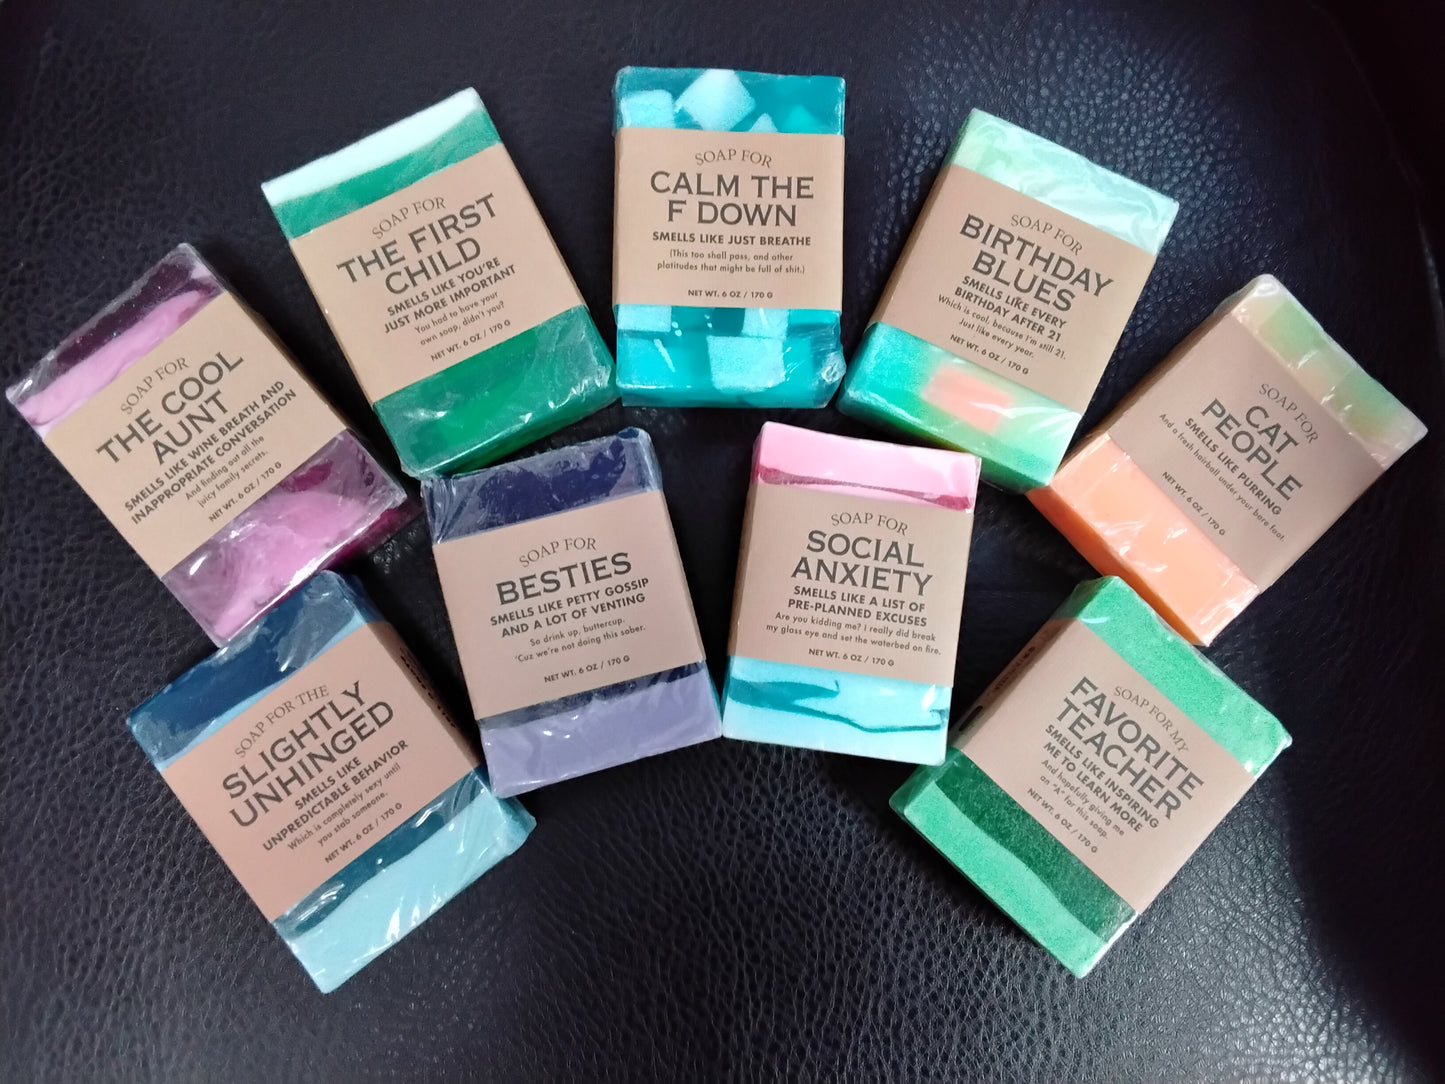 SOAP FOR
THE COOL
AUNT
SMELLS LIKE WINE BREATH AND
INAPPROPRIATE CONVERSATION
And finding out all the
juicy family secrets.
NET WT. 6 OZ / 170 G
SOAP FOR
THE FIRST
CHILD
SMELLS LIKE YOU'RE
JUST MORE IMPORTANT
You had to have your
own soap, didn't you?
NET WT. 6 OZ / 170 G
SOAP FOR
CALM THE
F DOWN
SMELLS LIKE JUST BREATHE
(This too shall pass, and other
platitudes that might be full of shit.)
NET WT. 6 OZ / 170 G
SOAP FOR
BIRTHDAY
BLUES
SMELLS LIKE EVERY
BIRTHDAY AFTER 21
Which is cool, because I'm still 21.
Just like every year.
NET WT. 6 OZ / 170 G
SOAP FOR
CAT
PEOPLE
SMELLS LIKE PURRING
And a fresh hairball under your bare foot.
NET WT. 6 OZ / 170 G
SOAP FOR THE
SLIGHTLY
UNHINGED
SMELLS LIKE
UNPREDICTABLE BEHAVIOR
Which is completely sexy until
you stab someone.
NET WT. 6 OZ / 170 G
SOAP FOR
BESTIES
SMELLS LIKE PETTY GOSSIP
AND A LOT OF VENTING
So drink up, buttercup.
'Cuz we're not doing this sober.
NET WT. 6 OZ / 170 G
SOAP FOR
SOCIAL
ANXIETY
SMELLS LIKE A LIST OF
PRE-PLANNED EXCUSES
Are you kidding me? I really did break
my glass eye and set the waterbed on fire.
NET WT. 6 OZ / 170 G
SOAP FOR MY
FAVORITE
TEACHER
SMELLS LIKE INSPIRING
ME TO LEARN MORE
And hopefully giving me
an "A" for this soap.
NET WT. 6 OZ / 170 G